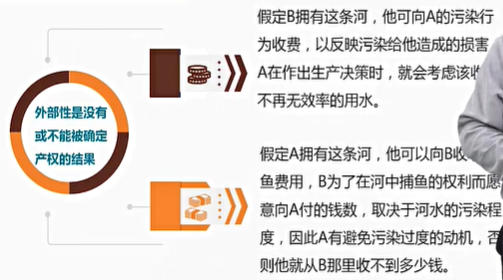 外部性是没有
或不能被确定
产权的结果
假定B拥有这条河，他可向A的污染行
为收费，以反映污染给他造成的损害
A在作出生产决策时，就会考虑该收
不再无效率的用水。
假定A拥有这条河，他可以向B收
鱼费用，B为了在河中捕鱼的权利而愿
意向A付的钱数，取决于河水的污染程
度，因此A有避免污染过度的动机，否
则他就从B那里收不到多少钱。